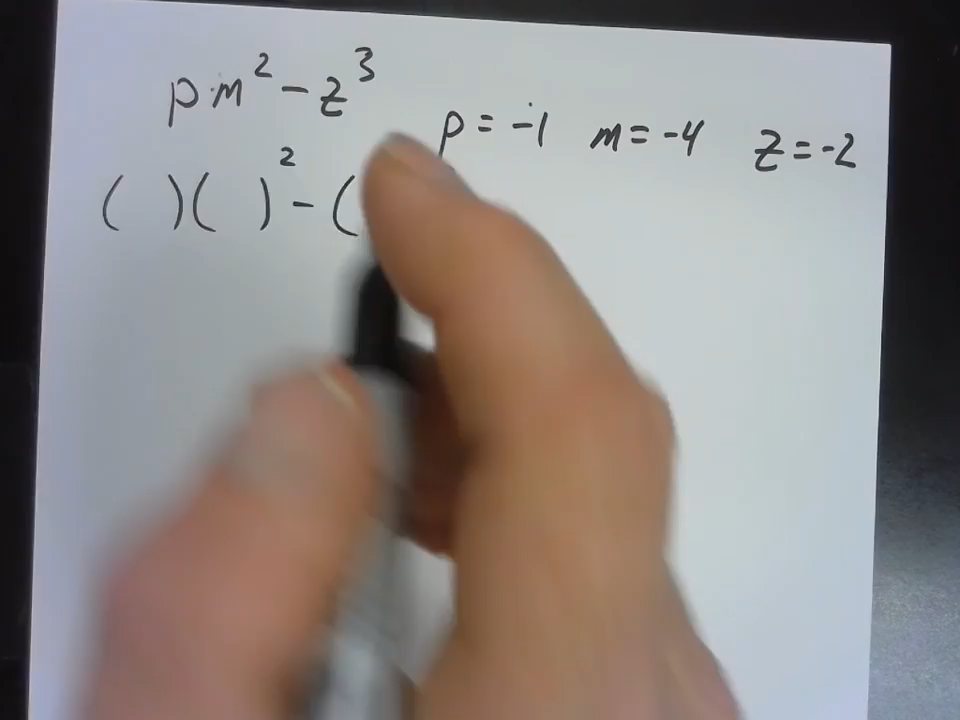 p·m² - z³
p = -1 m = -4 z = -2
( )( )² - (